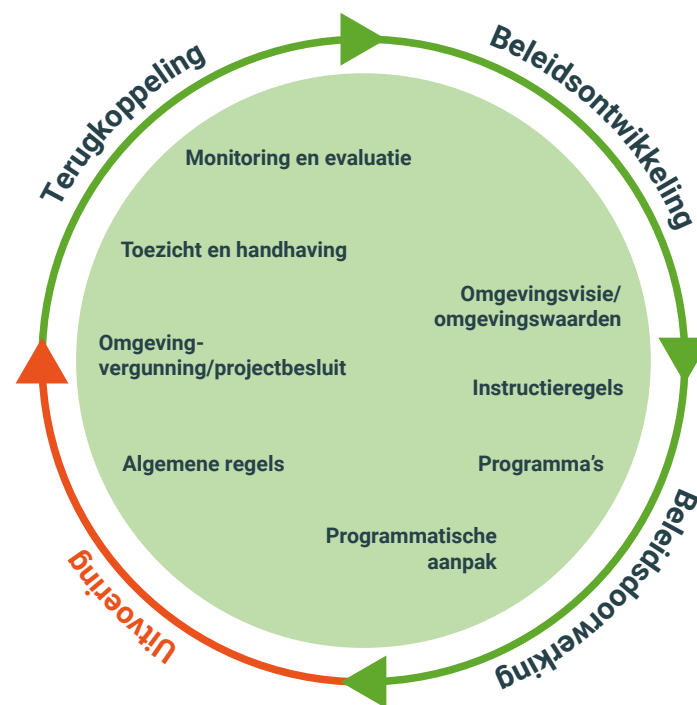 Terugkoppeling
Beleidsontwikkeling
Monitoring en evaluatie
Toezicht en handhaving
Omgevingsvisie/
omgevingswaarden
Omgeving-
vergunning/projectbesluit
Instructieregels
Algemene regels
Programma’s
Programmatische
aanpak
Uitvoering
Beleidsdoorwerking